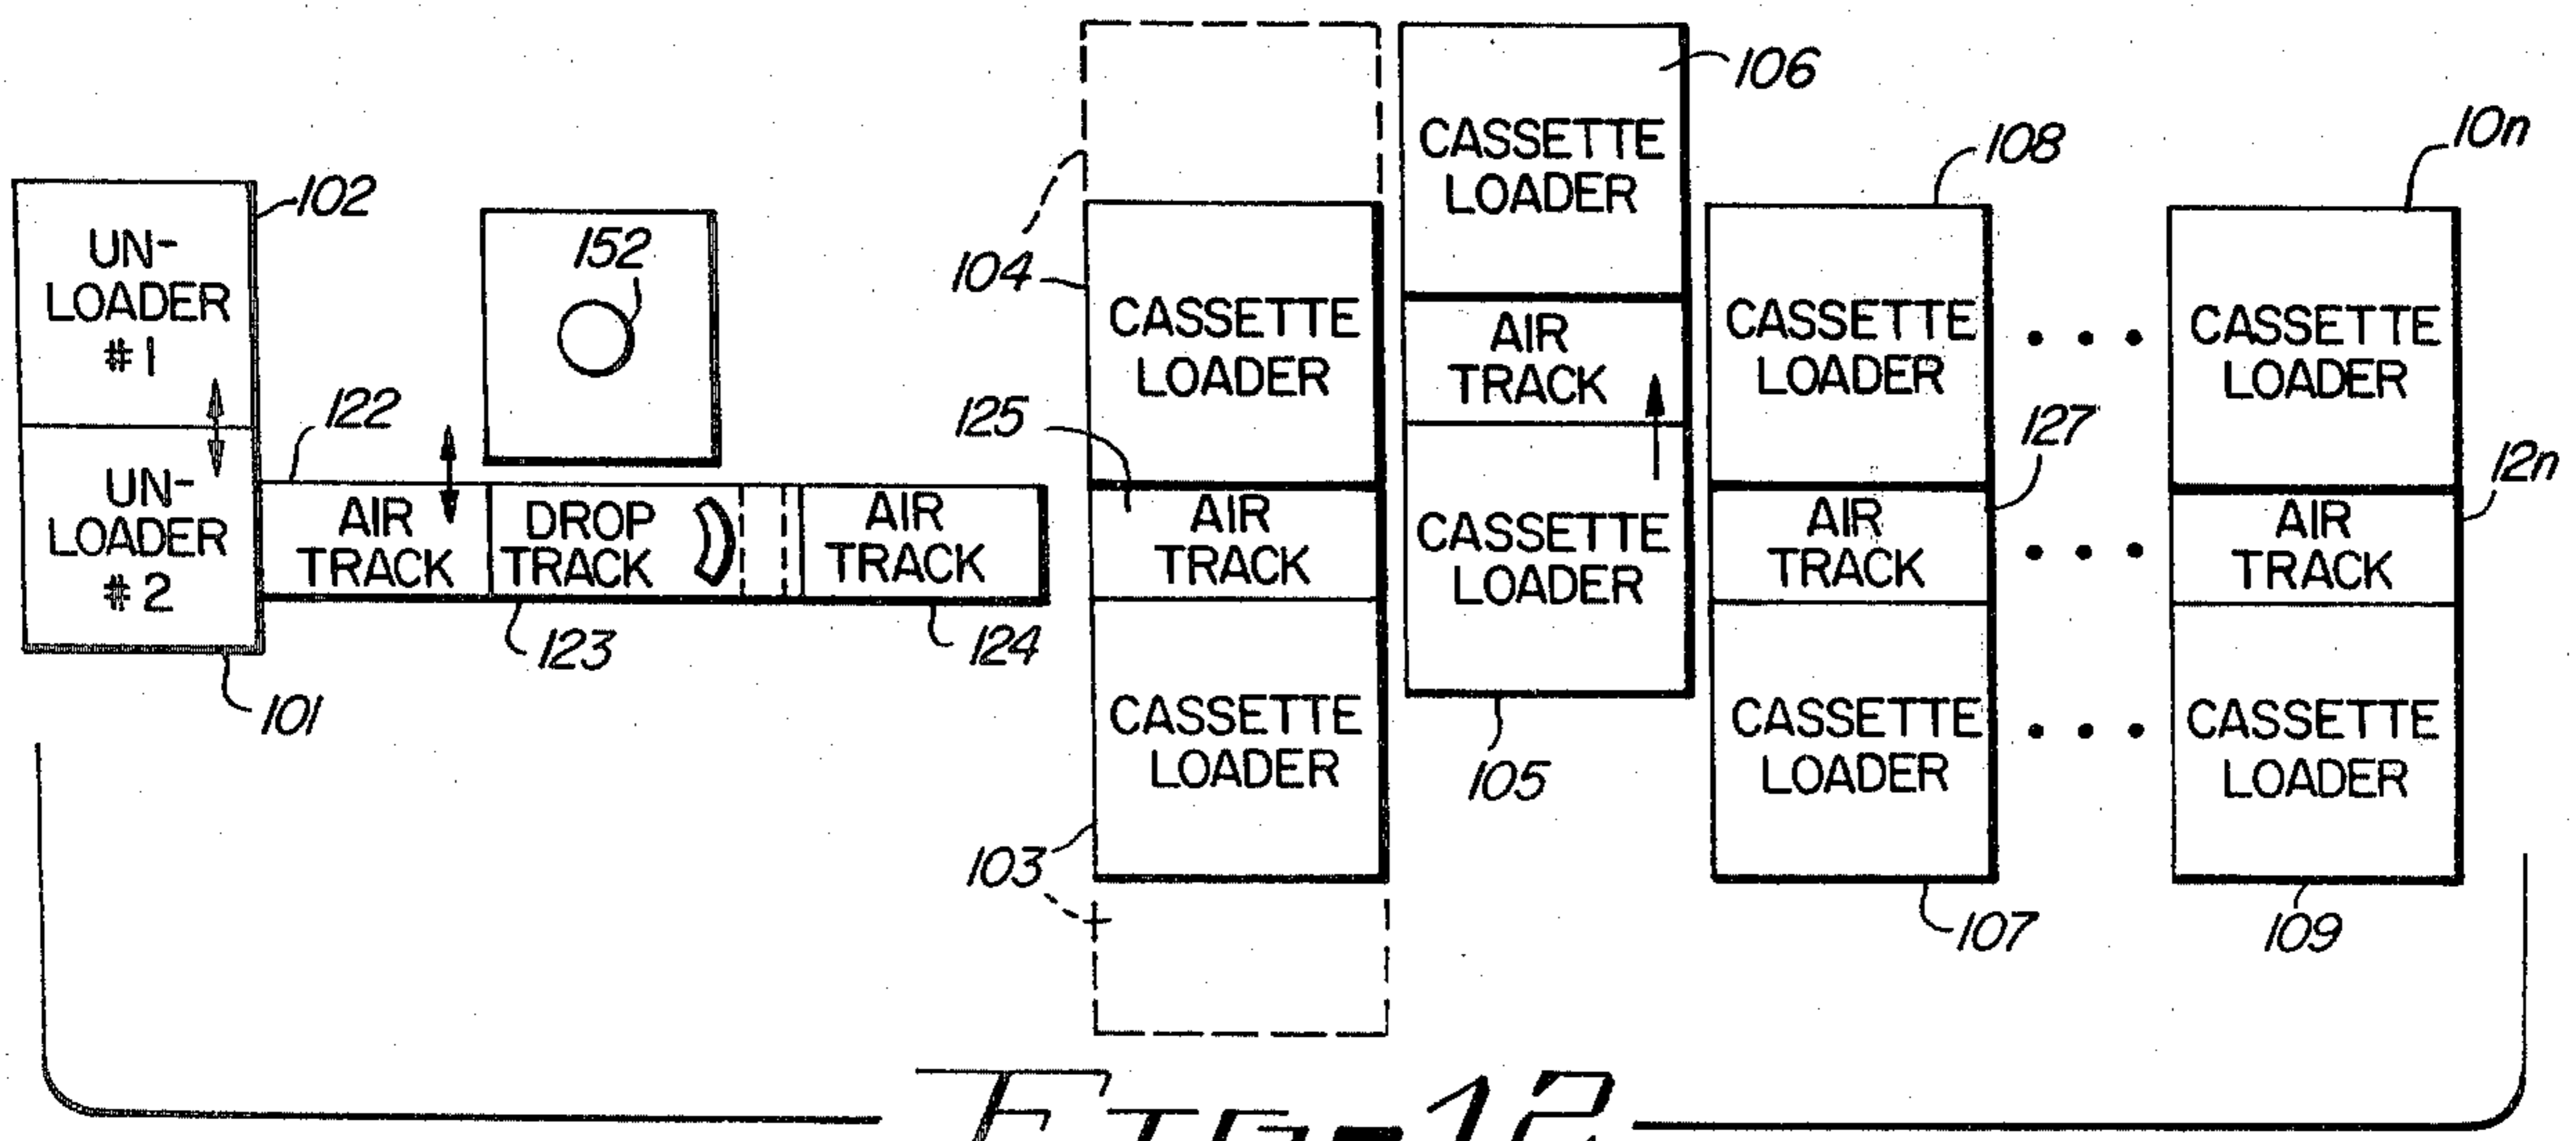 UN-
LOADER
#1
102
UN-
LOADER
#2
101
122
AIR
TRACK
152
DROP
TRACK
123
AIR
TRACK
124
104
CASSETTE
LOADER
125
AIR
TRACK
CASSETTE
LOADER
103
106
CASSETTE
LOADER
AIR
TRACK
CASSETTE
LOADER
105
108
CASSETTE
LOADER
127
AIR
TRACK
CASSETTE
LOADER
107
10n
CASSETTE
LOADER
12n
AIR
TRACK
CASSETTE
LOADER
109
FIG-12